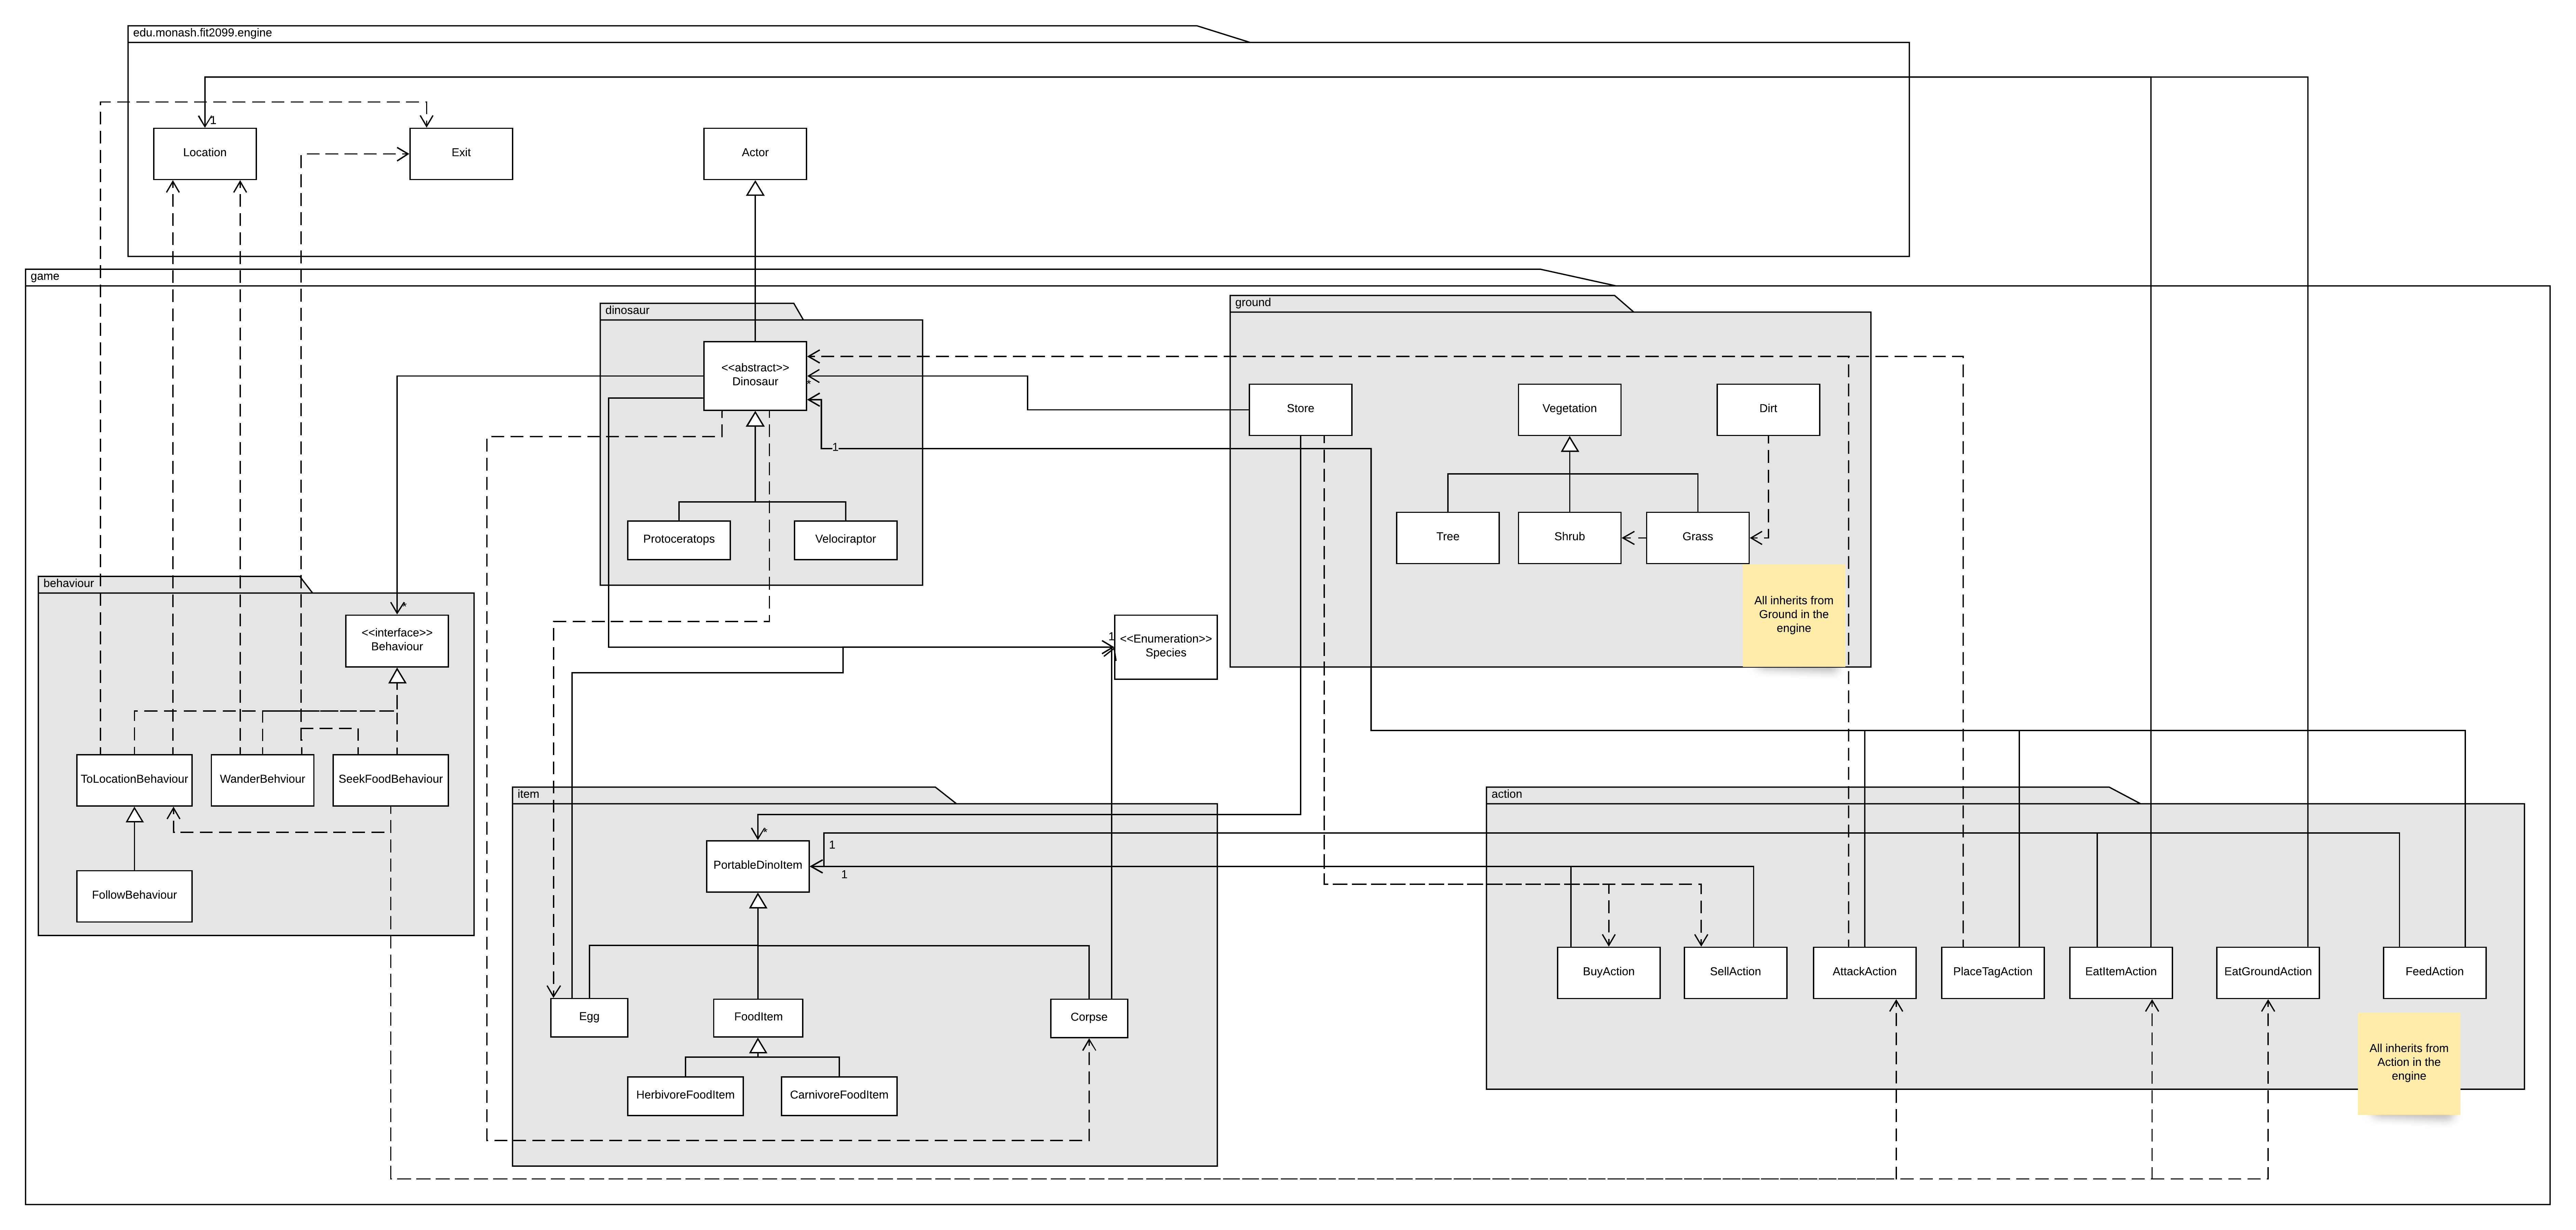 edu.monash.fit2099.engine
1
Location
Exit
Actor
game
dinosaur
ground
<<abstract>>
Dinosaur
*
Store
Vegetation
Dirt
1
Protoceratops
Velociraptor
Tree
Shrub
Grass
behaviour
*
<<interface>>
Behaviour
1
<<Enumeration>>
Species
All inherits from
Ground in the
engine
ToLocationBehaviour
WanderBehviour
SeekFoodBehaviour
item
action
*
1
PortableDinoItem
1
FollowBehaviour
BuyAction
SellAction
AttackAction
PlaceTagAction
EatItemAction
EatGroundAction
FeedAction
Egg
FoodItem
Corpse
All inherits from
Action in the
engine
HerbivoreFoodItem
CarnivoreFoodItem